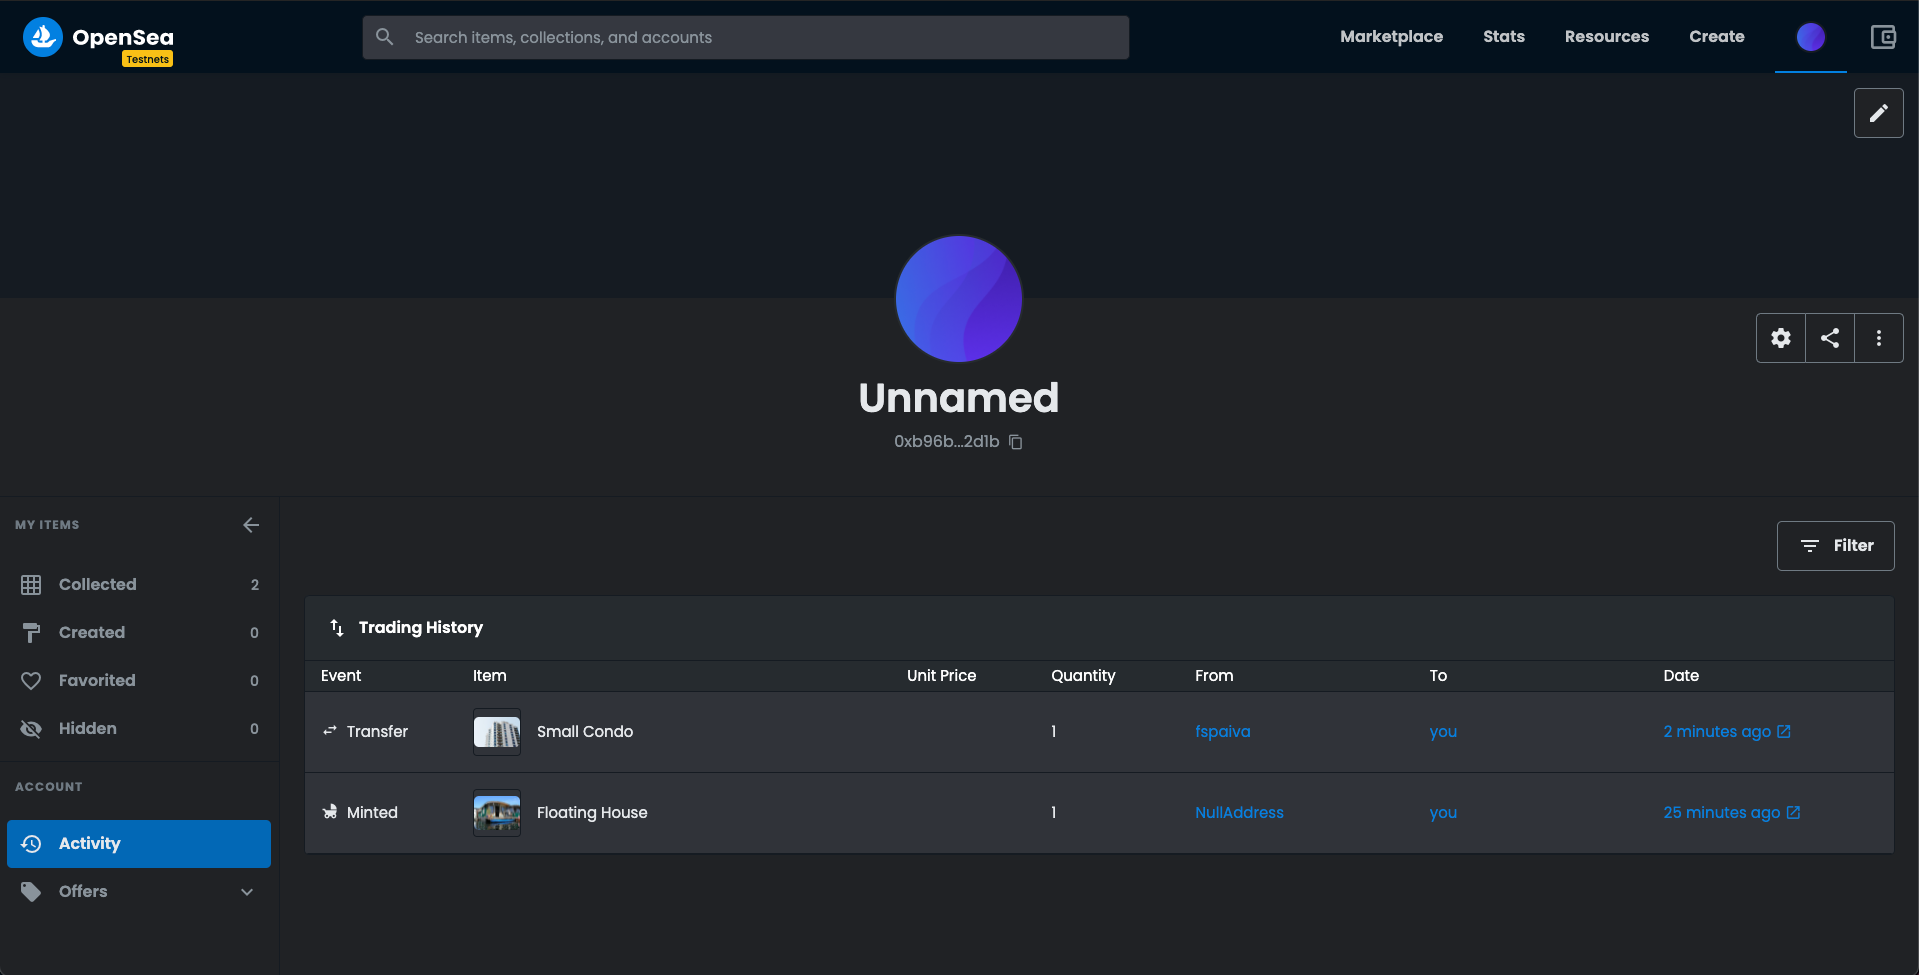 OpenSea
Testnets
Search items, collections, and accounts
Marketplace Stats Resources Create
Unnamed
0xb96b...2d1b
MY ITEMS
Collected 2
Created 0
Favorited 0
Hidden 0
ACCOUNT
Activity
Offers
Filter
Trading History
Event Item Unit Price Quantity From To Date
Transfer Small Condo 1 fspaiva you 2 minutes ago
Minted Floating House 1 NullAddress you 25 minutes ago